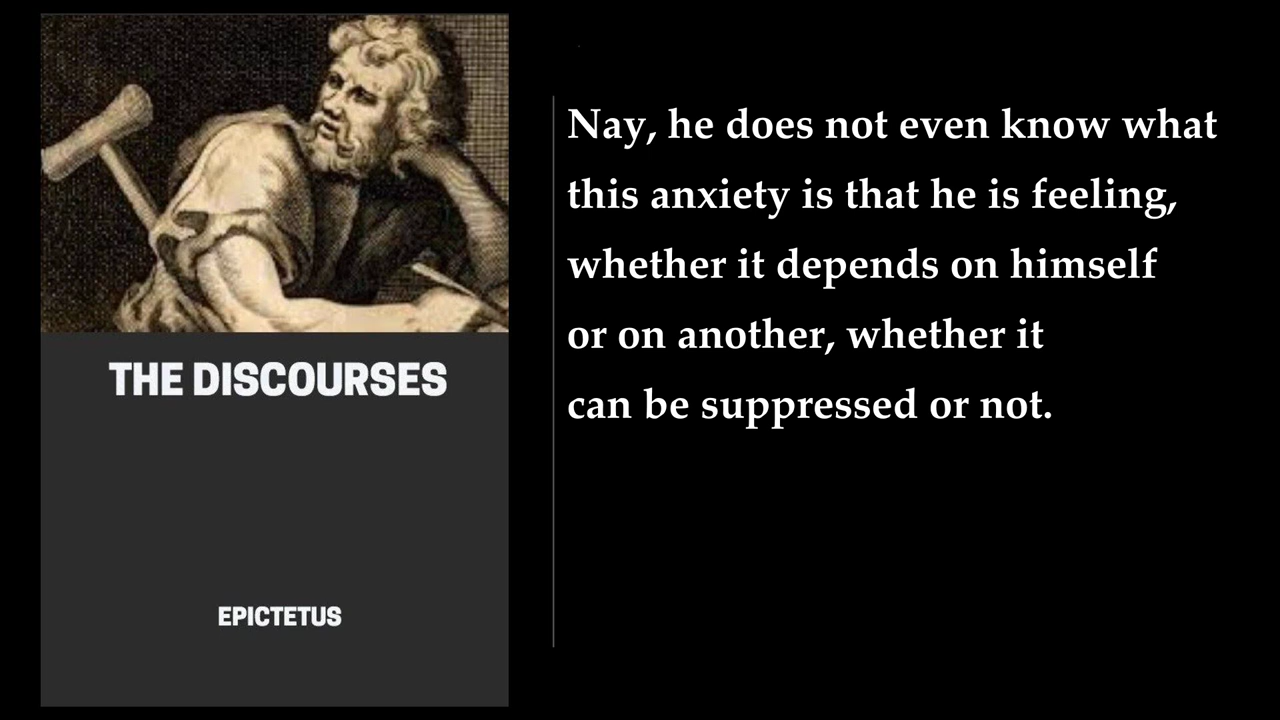 THE DISCOURSES
EPICTETUS
Nay, he does not even know what
this anxiety is that he is feeling,
whether it depends on himself
or on another, whether it
can be suppressed or not.